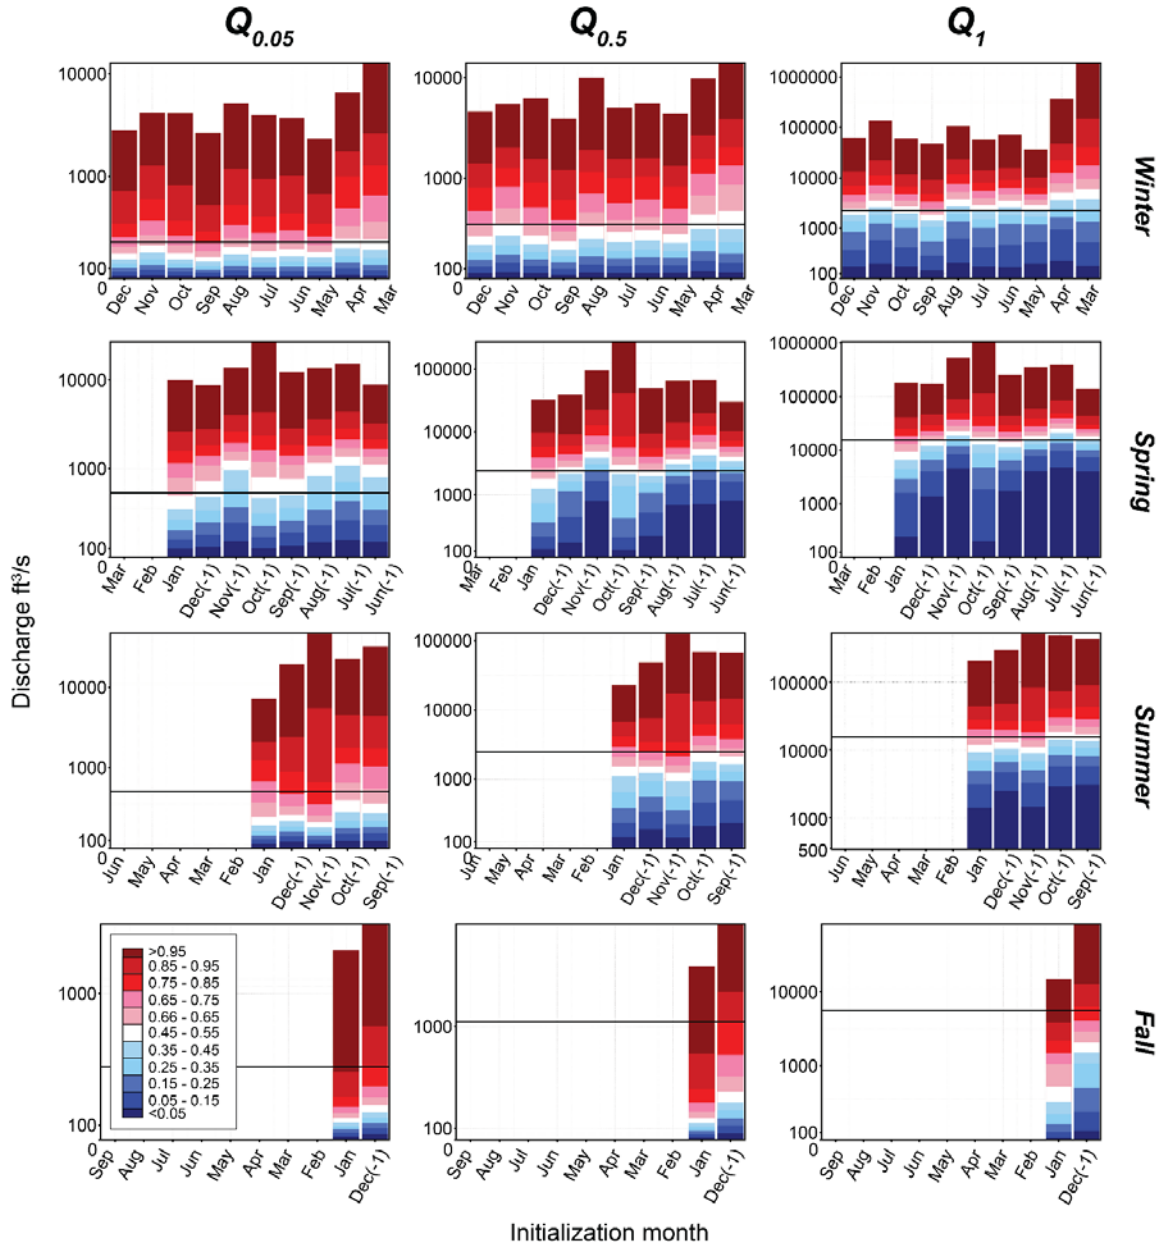 Q0.05 Q0.5 Q1
10000
1000
100
0
Dec Nov Oct Sep Aug Jul Jun May Apr Mar
10000
1000
100
0
Dec Nov Oct Sep Aug Jul Jun May Apr Mar
1000000
100000
10000
1000
100
0
Dec Nov Oct Sep Aug Jul Jun May Apr Mar
Winter
10000
1000
100
0
Mar Feb Jan Dec(-1) Nov(-1) Oct(-1) Sep(-1) Aug(-1) Jul(-1) Jun(-1)
100000
10000
1000
100
0
Mar Feb Jan Dec(-1) Nov(-1) Oct(-1) Sep(-1) Aug(-1) Jul(-1) Jun(-1)
1000000
100000
10000
1000
100
0
Mar Feb Jan Dec(-1) Nov(-1) Oct(-1) Sep(-1) Aug(-1) Jul(-1) Jun(-1)
Spring
Discharge ft³/s
10000
1000
100
0
Jun May Apr Mar Feb Jan Dec(-1) Nov(-1) Oct(-1) Sep(-1)
100000
10000
1000
100
0
Jun May Apr Mar Feb Jan Dec(-1) Nov(-1) Oct(-1) Sep(-1)
100000
10000
1000
500
Jun May Apr Mar Feb Jan Dec(-1) Nov(-1) Oct(-1) Sep(-1)
Summer
1000
100
0
>0.95
0.85 - 0.95
0.75 - 0.85
0.65 - 0.75
0.66 - 0.65
0.45 - 0.55
0.35 - 0.45
0.25 - 0.35
0.15 - 0.25
0.05 - 0.15
<0.05
Sep Aug Jul Jun May Apr Mar Feb Jan Dec(-1)
1000
100
0
Sep Aug Jul Jun May Apr Mar Feb Jan Dec(-1)
10000
1000
100
0
Sep Aug Jul Jun May Apr Mar Feb Jan Dec(-1)
Fall
Initialization month